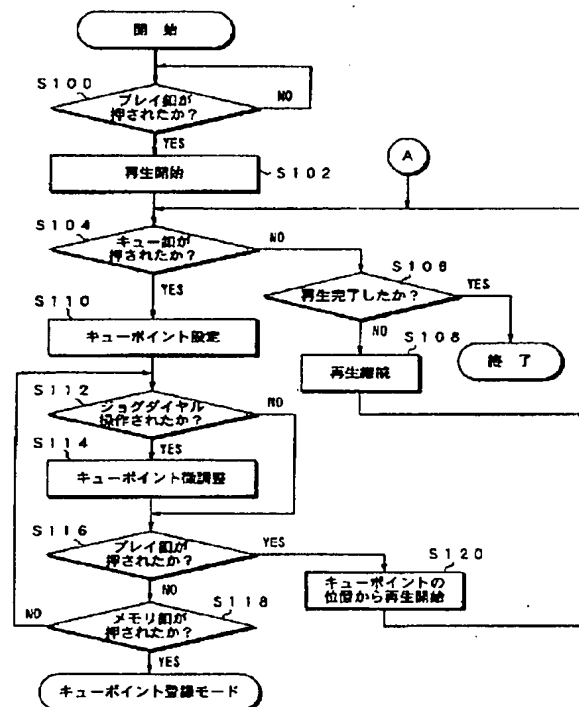 開 始
S100
プレイ釦が
押されたか?
NO
YES
再生開始
S102
A
S104
キュー釦が
押されたか?
NO
YES
S106
再生完了したか?
YES
NO
S108
再生継続
終 了
S110
キューポイント設定
S112
ジョグダイヤル
操作されたか?
NO
YES
S114
キューポイント微調整
S116
プレイ釦が
押されたか?
YES
NO
S120
キューポイントの
位置から再生開始
S118
メモリ釦が
押されたか?
NO
YES
キューポイント登録モード